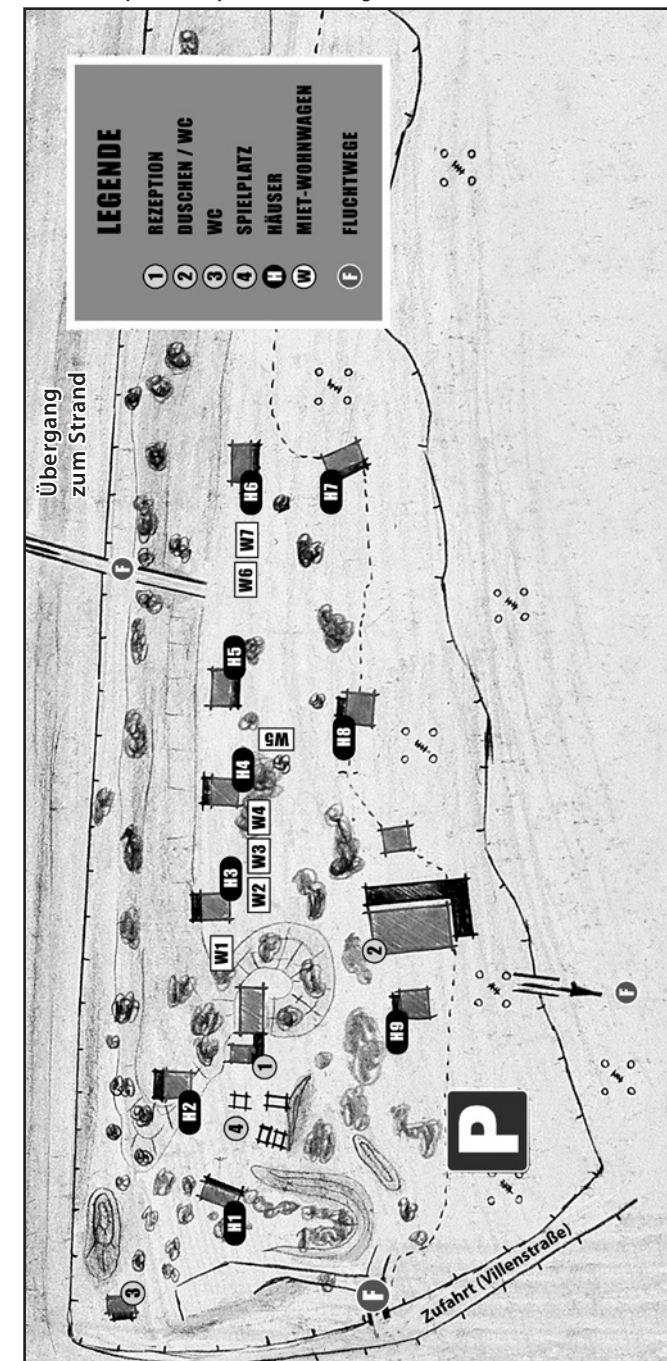 LEGENDE
1 REZEPTION
2 DUSCHEN / WC
3 WC
4 SPIELPLATZ
H HÄUSER
W MIET-WOHNWAGEN
F FLUCHTWEGE
Übergang
zum Strand
F
H6
H7
W7
W6
H5
H4
W5
H8
W4
W3
W2
H3
W1
2
1
H9
F
H2
4
P
H1
3
F
Zufahrt (Villenstraße)